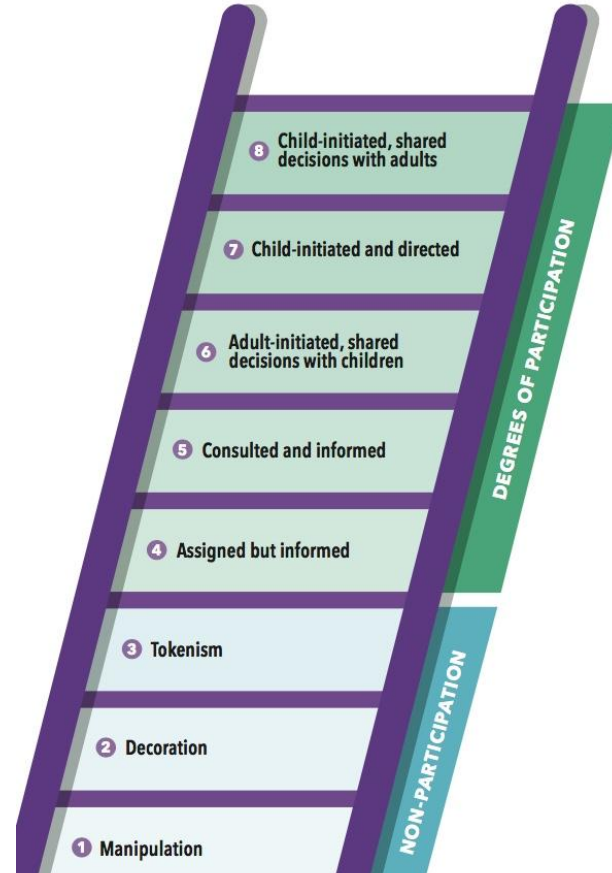 8 Child-initiated, shared
decisions with adults
7 Child-initiated and directed
6 Adult-initiated, shared
decisions with children
5 Consulted and informed
4 Assigned but informed
3 Tokenism
2 Decoration
1 Manipulation
DEGREES OF PARTICIPATION
NON-PARTICIPATION